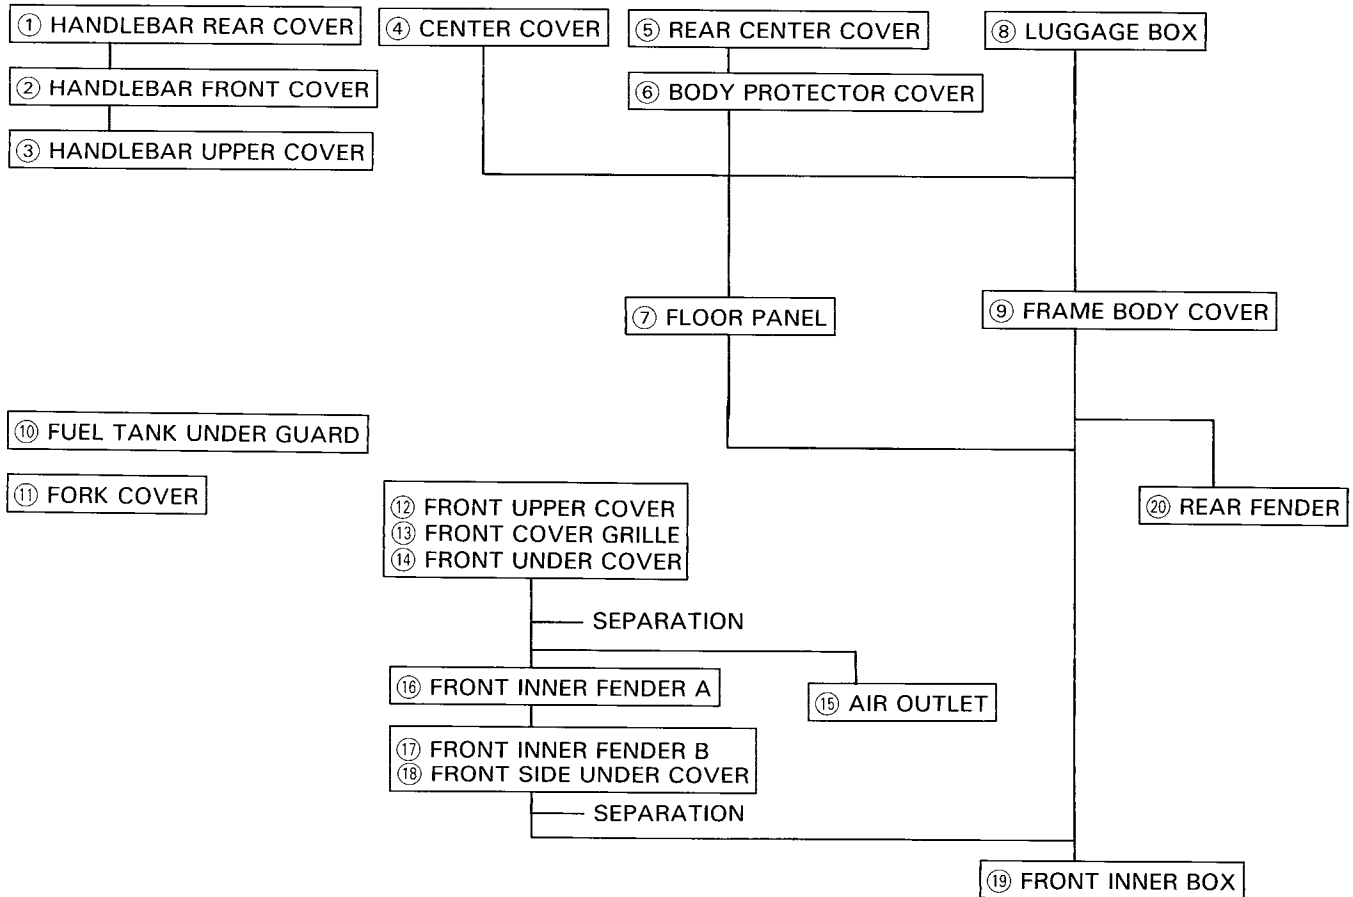 ① HANDLEBAR REAR COVER
② HANDLEBAR FRONT COVER
③ HANDLEBAR UPPER COVER
④ CENTER COVER
⑤ REAR CENTER COVER
⑥ BODY PROTECTOR COVER
⑦ FLOOR PANEL
⑧ LUGGAGE BOX
⑨ FRAME BODY COVER
⑩ FUEL TANK UNDER GUARD
⑪ FORK COVER
⑫ FRONT UPPER COVER
⑬ FRONT COVER GRILLE
⑭ FRONT UNDER COVER
SEPARATION
⑯ FRONT INNER FENDER A
⑮ AIR OUTLET
⑰ FRONT INNER FENDER B
⑱ FRONT SIDE UNDER COVER
SEPARATION
⑲ FRONT INNER BOX
⑳ REAR FENDER